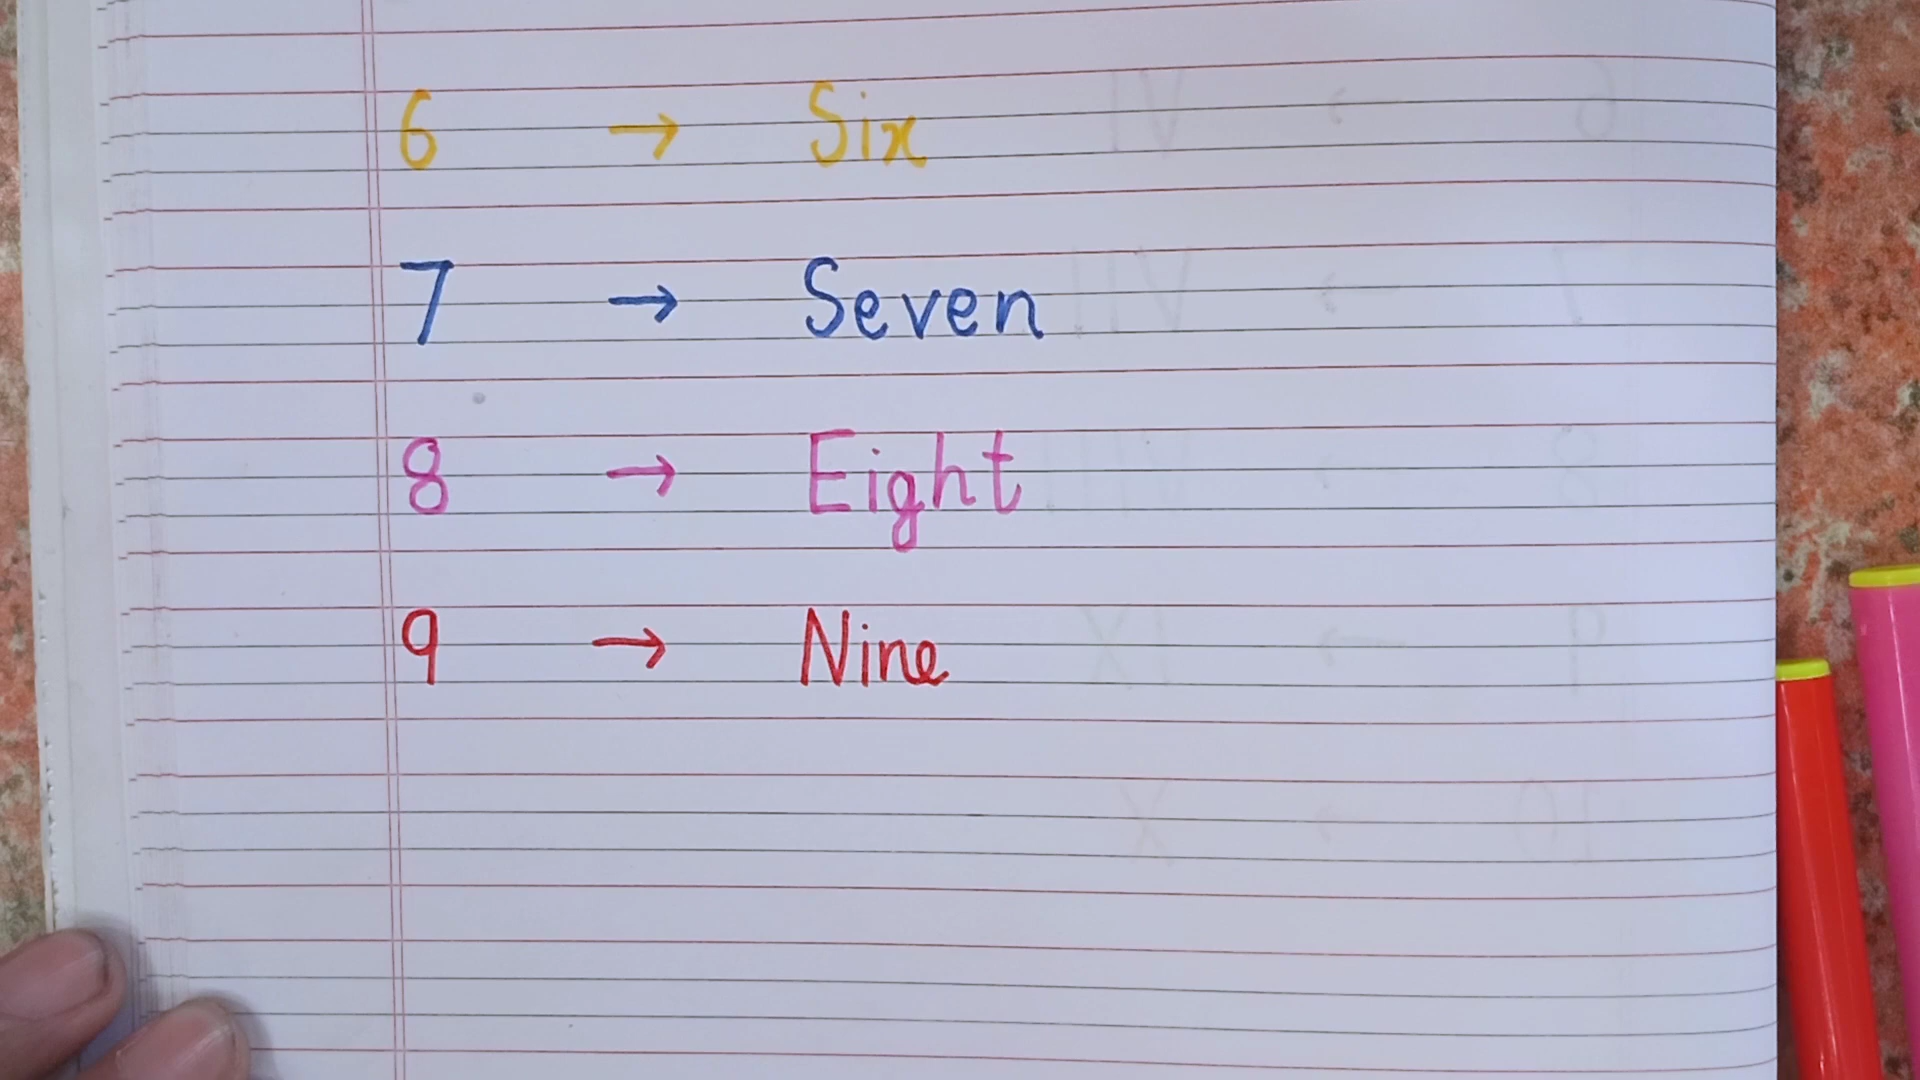 6 → Six
7 → Seven
8 → Eight
9 → Nine